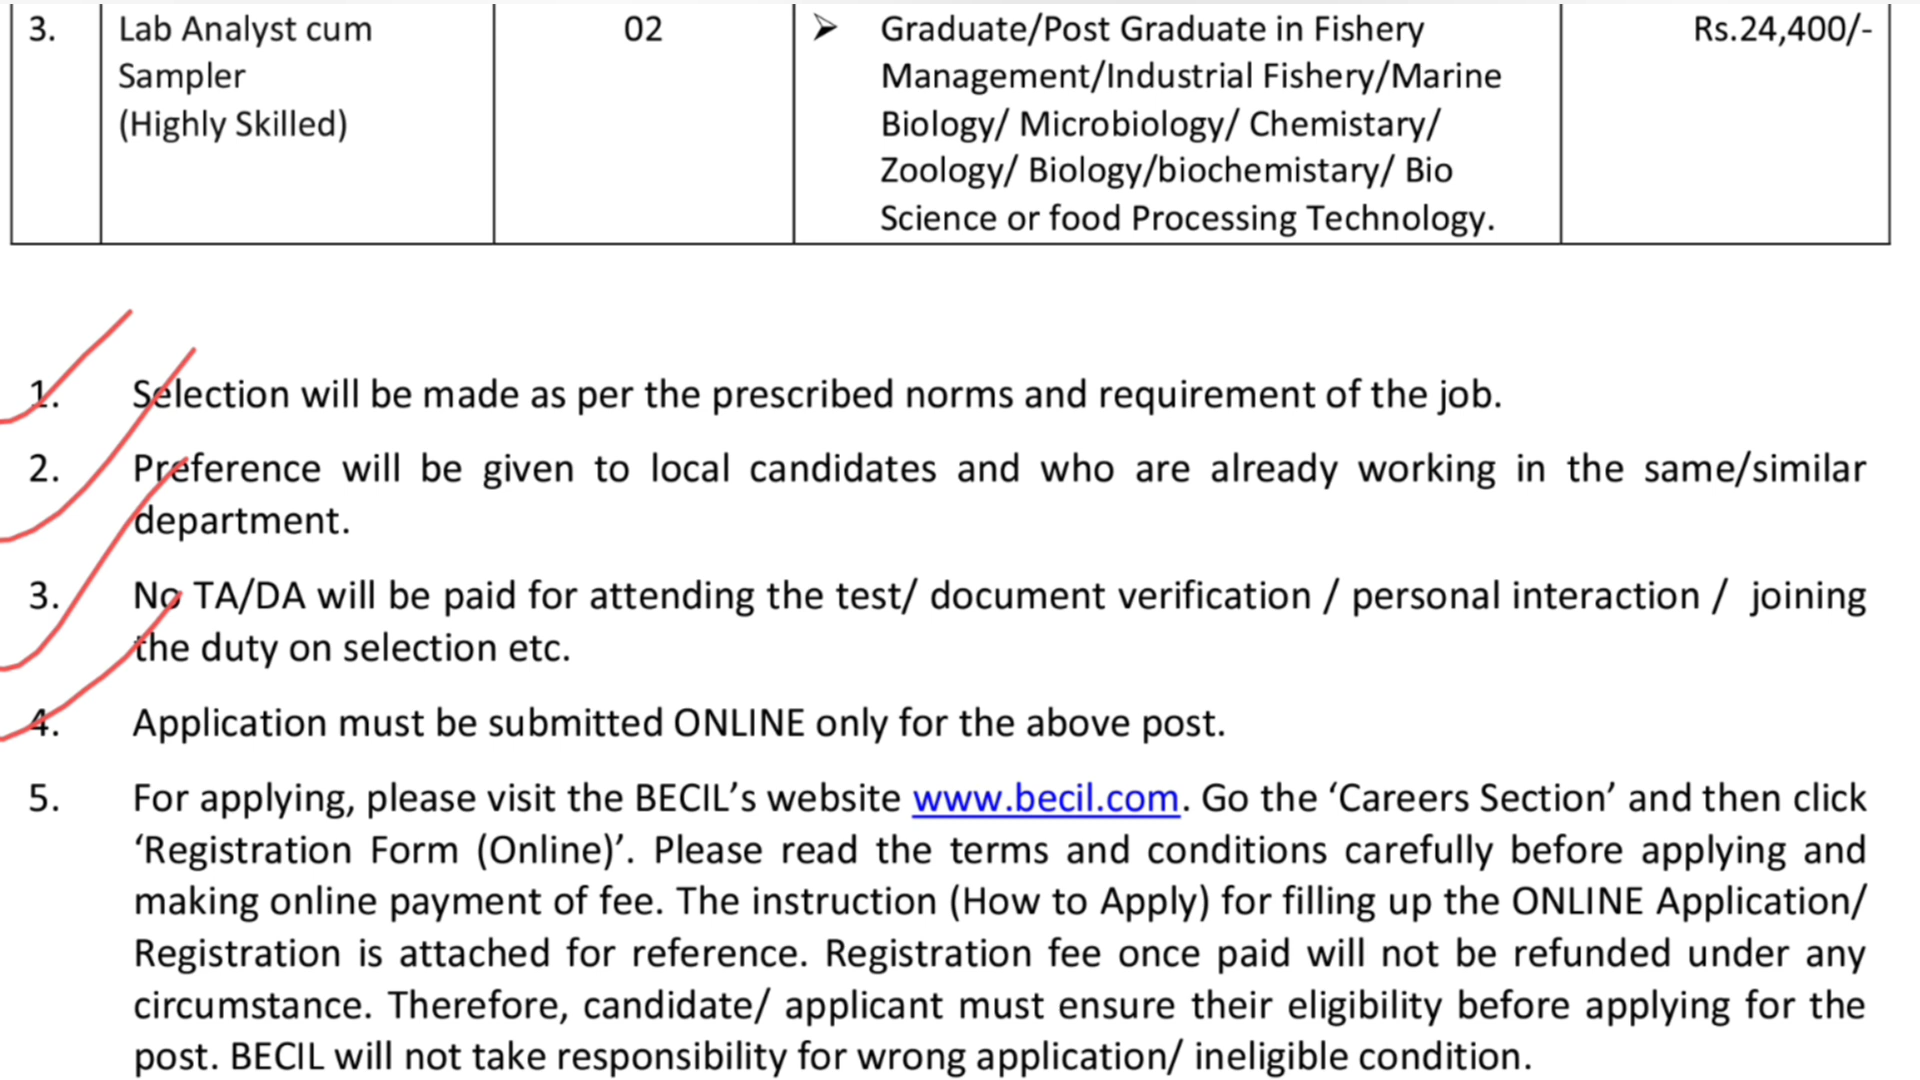 3. Lab Analyst cum 02 ➢ Graduate/Post Graduate in Fishery Rs.24,400/-
Sampler Management/Industrial Fishery/Marine
(Highly Skilled) Biology/ Microbiology/ Chemistary/
Zoology/ Biology/biochemistary/ Bio
Science or food Processing Technology.
1. Selection will be made as per the prescribed norms and requirement of the job.
2. Preference will be given to local candidates and who are already working in the same/similar
department.
3. No TA/DA will be paid for attending the test/ document verification / personal interaction / joining
the duty on selection etc.
4. Application must be submitted ONLINE only for the above post.
5. For applying, please visit the BECIL’s website www.becil.com. Go the ‘Careers Section’ and then click
‘Registration Form (Online)’. Please read the terms and conditions carefully before applying and
making online payment of fee. The instruction (How to Apply) for filling up the ONLINE Application/
Registration is attached for reference. Registration fee once paid will not be refunded under any
circumstance. Therefore, candidate/ applicant must ensure their eligibility before applying for the
post. BECIL will not take responsibility for wrong application/ ineligible condition.